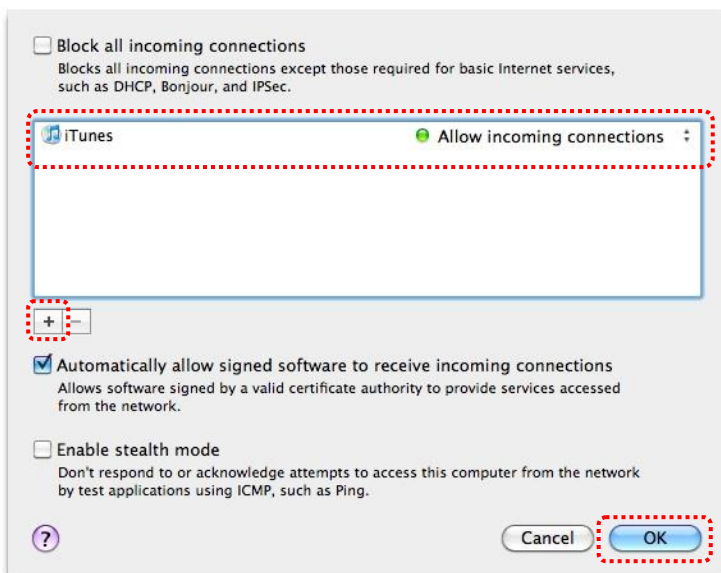 Block all incoming connections
Blocks all incoming connections except those required for basic Internet services,
such as DHCP, Bonjour, and IPSec.
iTunes Allow incoming connections
+ −
Automatically allow signed software to receive incoming connections
Allows software signed by a valid certificate authority to provide services accessed
from the network.
Enable stealth mode
Don't respond to or acknowledge attempts to access this computer from the network
by test applications using ICMP, such as Ping.
? Cancel OK